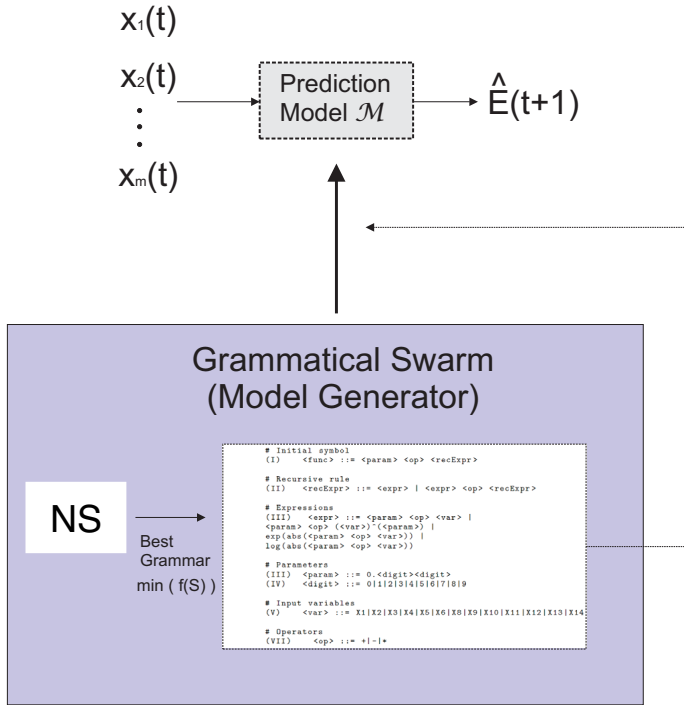 x1(t)
x2(t)
xm(t)
Prediction
Model ℳ
Ê(t+1)
Grammatical Swarm
(Model Generator)
NS
Best
Grammar
min ( f(S) )
# Initial symbol
(I) <func> ::= <param> <op> <recExpr>
# Recursive rule
(II) <recExpr> ::= <expr> | <expr> <op> <recExpr>
# Expressions
(III) <expr> ::= <param> <op> <var> |
<param> <op> (<var>)^(<param>) |
exp(abs(<param> <op> <var>)) |
log(abs(<param> <op> <var>))
# Parameters
(III) <param> ::= 0.<digit><digit>
(IV) <digit> ::= 0|1|2|3|4|5|6|7|8|9
# Input variables
(V) <var> ::= X1|X2|X3|X4|X5|X6|X8|X9|X10|X11|X12|X13|X14
# Operators
(VII) <op> ::= +|-|*